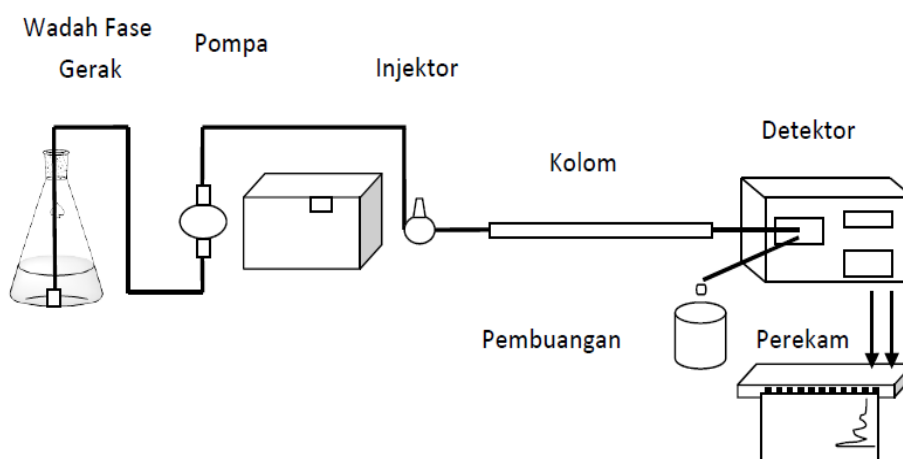 Wadah Fase
Gerak
Pompa
Injektor
Kolom
Detektor
Pembuangan
Perekam